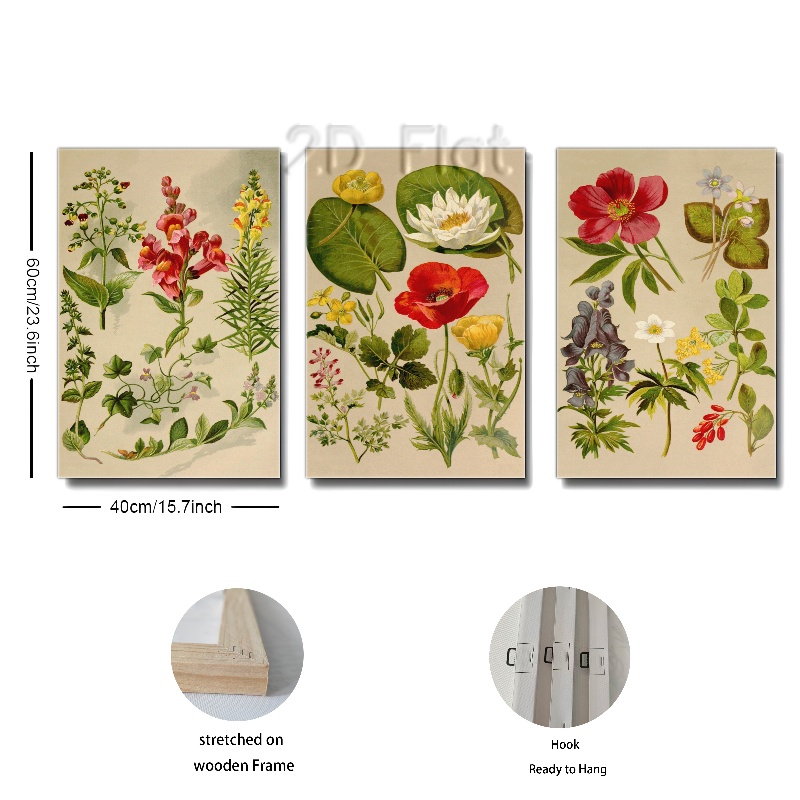 2D Flat
60cm/23.6inch
40cm/15.7inch
stretched on
wooden Frame
Hook
Ready to Hang